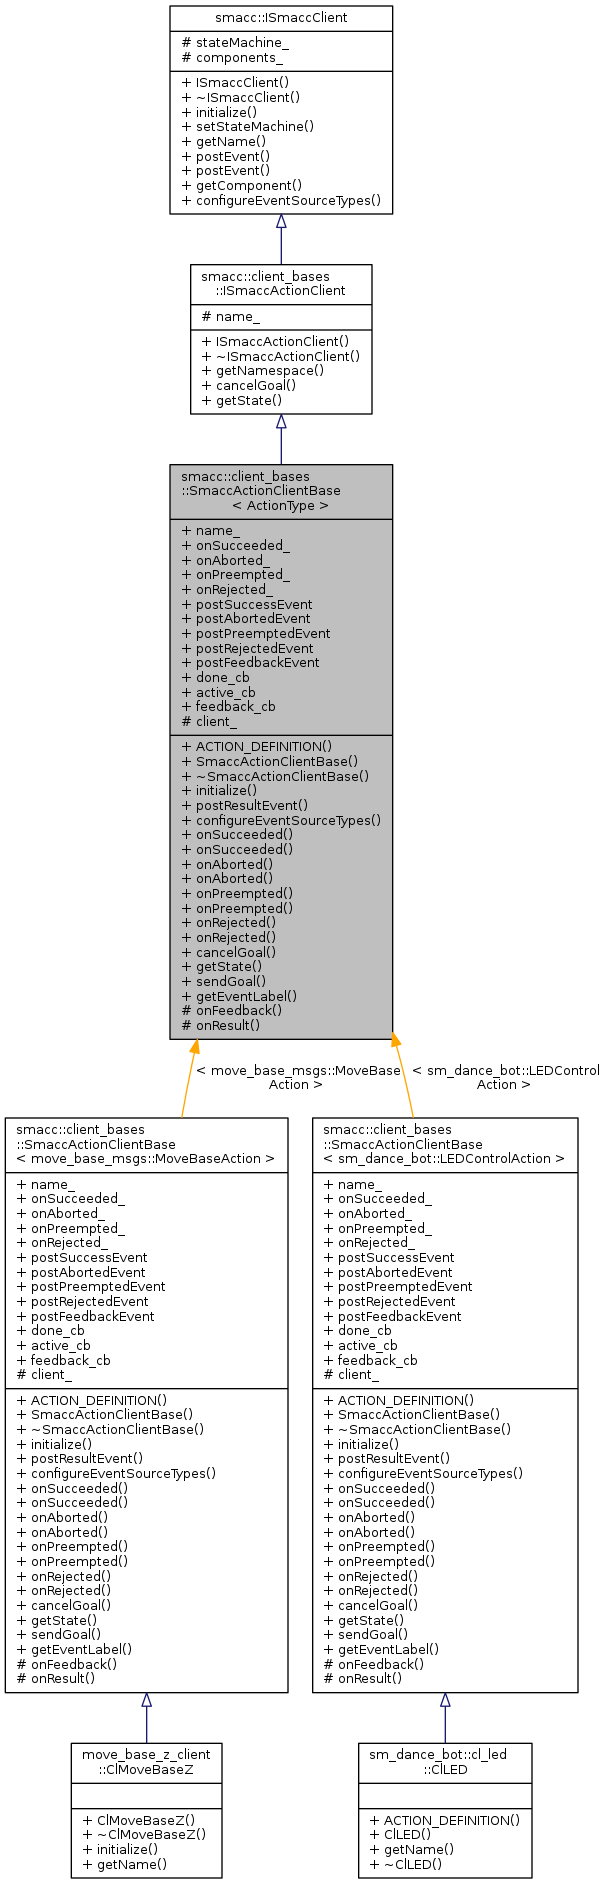 smacc::ISmaccClient
# stateMachine_
# components_
+ ISmaccClient()
+ ~ISmaccClient()
+ initialize()
+ setStateMachine()
+ getName()
+ postEvent()
+ postEvent()
+ getComponent()
+ configureEventSourceTypes()
smacc::client_bases
::ISmaccActionClient
# name_
+ ISmaccActionClient()
+ ~ISmaccActionClient()
+ getNamespace()
+ cancelGoal()
+ getState()
smacc::client_bases
::SmaccActionClientBase
< ActionType >
+ name_
+ onSucceeded_
+ onAborted_
+ onPreempted_
+ onRejected_
+ postSuccessEvent
+ postAbortedEvent
+ postPreemptedEvent
+ postRejectedEvent
+ postFeedbackEvent
+ done_cb
+ active_cb
+ feedback_cb
# client_
+ ACTION_DEFINITION()
+ SmaccActionClientBase()
+ ~SmaccActionClientBase()
+ initialize()
+ postResultEvent()
+ configureEventSourceTypes()
+ onSucceeded()
+ onSucceeded()
+ onAborted()
+ onAborted()
+ onPreempted()
+ onPreempted()
+ onRejected()
+ onRejected()
+ cancelGoal()
+ getState()
+ sendGoal()
+ getEventLabel()
# onFeedback()
# onResult()
< move_base_msgs::MoveBase
Action >
< sm_dance_bot::LEDControl
Action >
smacc::client_bases
::SmaccActionClientBase
< move_base_msgs::MoveBaseAction >
+ name_
+ onSucceeded_
+ onAborted_
+ onPreempted_
+ onRejected_
+ postSuccessEvent
+ postAbortedEvent
+ postPreemptedEvent
+ postRejectedEvent
+ postFeedbackEvent
+ done_cb
+ active_cb
+ feedback_cb
# client_
+ ACTION_DEFINITION()
+ SmaccActionClientBase()
+ ~SmaccActionClientBase()
+ initialize()
+ postResultEvent()
+ configureEventSourceTypes()
+ onSucceeded()
+ onSucceeded()
+ onAborted()
+ onAborted()
+ onPreempted()
+ onPreempted()
+ onRejected()
+ onRejected()
+ cancelGoal()
+ getState()
+ sendGoal()
+ getEventLabel()
# onFeedback()
# onResult()
smacc::client_bases
::SmaccActionClientBase
< sm_dance_bot::LEDControlAction >
+ name_
+ onSucceeded_
+ onAborted_
+ onPreempted_
+ onRejected_
+ postSuccessEvent
+ postAbortedEvent
+ postPreemptedEvent
+ postRejectedEvent
+ postFeedbackEvent
+ done_cb
+ active_cb
+ feedback_cb
# client_
+ ACTION_DEFINITION()
+ SmaccActionClientBase()
+ ~SmaccActionClientBase()
+ initialize()
+ postResultEvent()
+ configureEventSourceTypes()
+ onSucceeded()
+ onSucceeded()
+ onAborted()
+ onAborted()
+ onPreempted()
+ onPreempted()
+ onRejected()
+ onRejected()
+ cancelGoal()
+ getState()
+ sendGoal()
+ getEventLabel()
# onFeedback()
# onResult()
move_base_z_client
::ClMoveBaseZ
+ ClMoveBaseZ()
+ ~ClMoveBaseZ()
+ initialize()
+ getName()
sm_dance_bot::cl_led
::ClLED
+ ACTION_DEFINITION()
+ ClLED()
+ getName()
+ ~ClLED()